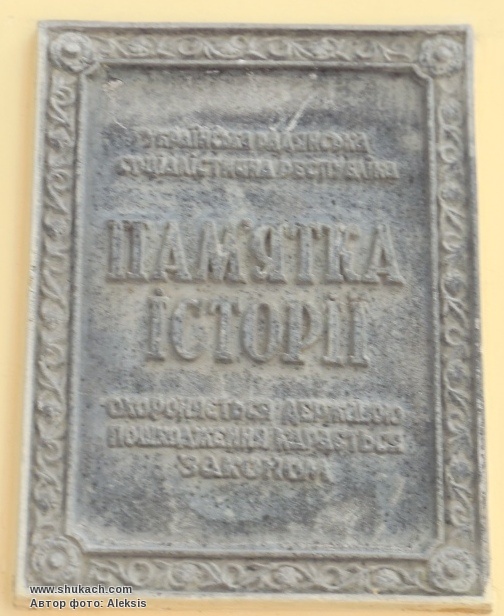 УКРАЇНСЬКА РАДЯНСЬКА
СОЦІАЛІСТИЧНА РЕСПУБЛІКА
ПАМ'ЯТКА
ІСТОРІЇ
ОХОРОНЯЄТЬСЯ ДЕРЖАВОЮ
ПОШКОДЖЕННЯ КАРАЄТЬСЯ
ЗАКОНОМ
www.shukach.com
Автор фото: Aleksis